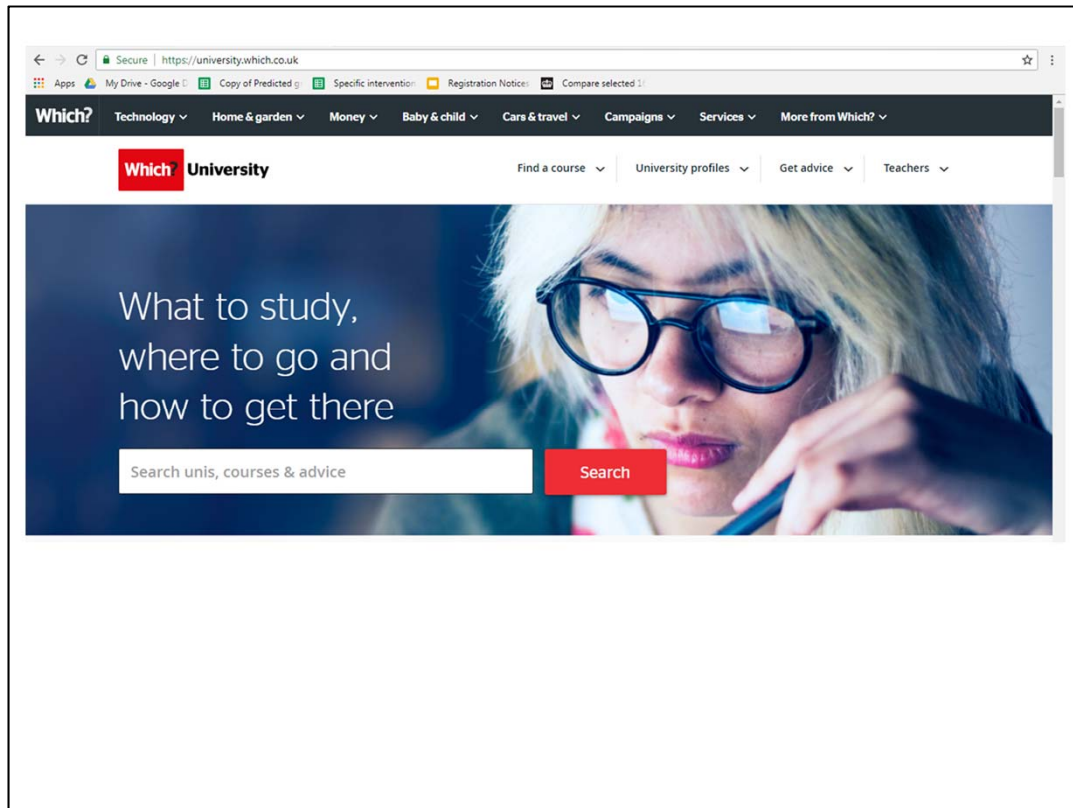 Secure | https://university.which.co.uk
Apps My Drive - Google D Copy of Predicted g Specific intervention Registration Notices Compare selected 16
Which? Technology Home & garden Money Baby & child Cars & travel Campaigns Services More from Which?
Which? University Find a course University profiles Get advice Teachers
What to study,
where to go and
how to get there
Search unis, courses & advice Search